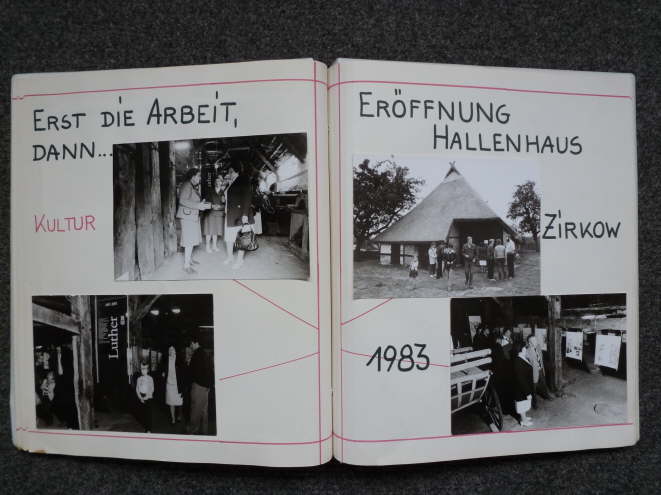 ERST DIE ARBEIT,
DANN...
KULTUR
Luther
ERÖFFNUNG
HALLENHAUS
ZIRKOW
1983